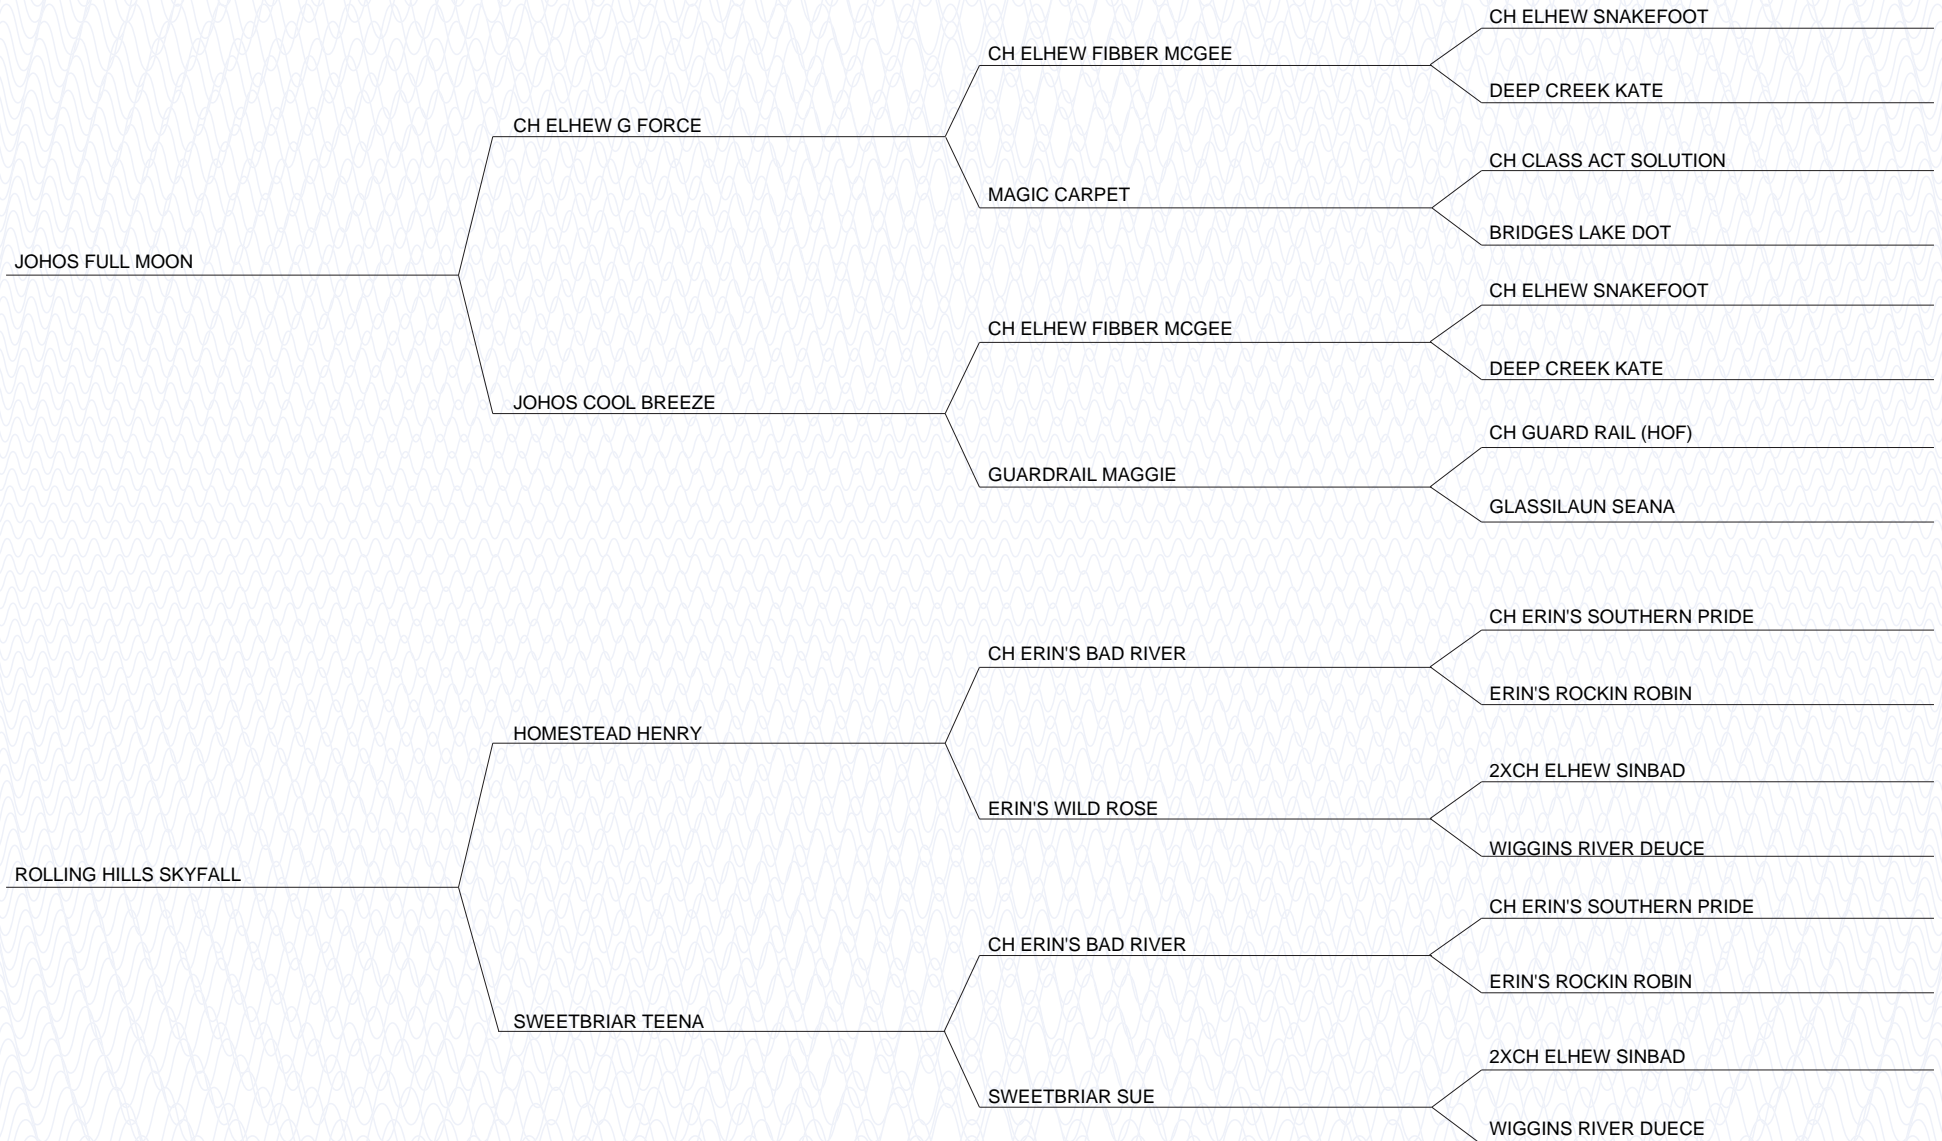 CH ELHEW SNAKEFOOT
CH ELHEW FIBBER MCGEE
DEEP CREEK KATE
CH ELHEW G FORCE
CH CLASS ACT SOLUTION
MAGIC CARPET
BRIDGES LAKE DOT
JOHOS FULL MOON
CH ELHEW SNAKEFOOT
CH ELHEW FIBBER MCGEE
DEEP CREEK KATE
JOHOS COOL BREEZE
CH GUARD RAIL (HOF)
GUARDRAIL MAGGIE
GLASSILAUN SEANA
CH ERIN'S SOUTHERN PRIDE
CH ERIN'S BAD RIVER
ERIN'S ROCKIN ROBIN
HOMESTEAD HENRY
2XCH ELHEW SINBAD
ERIN'S WILD ROSE
WIGGINS RIVER DEUCE
ROLLING HILLS SKYFALL
CH ERIN'S SOUTHERN PRIDE
CH ERIN'S BAD RIVER
ERIN'S ROCKIN ROBIN
SWEETBRIAR TEENA
2XCH ELHEW SINBAD
SWEETBRIAR SUE
WIGGINS RIVER DUECE